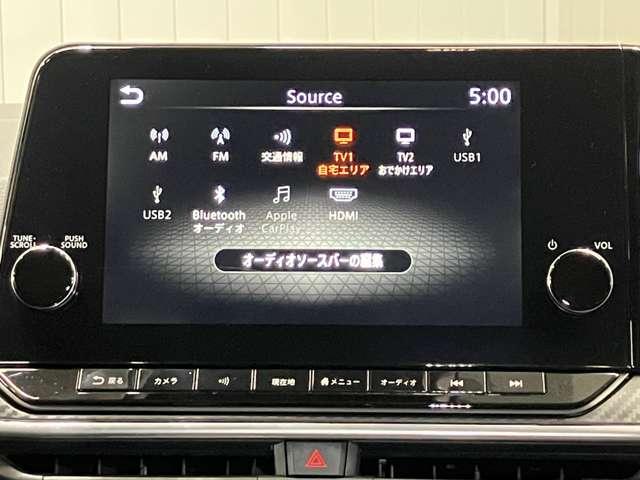 Source 5:00
AM FM 交通情報 TV1 TV2 USB1
自宅エリア おでかけエリア
USB2 Bluetooth Apple HDMI
オーディオ CarPlay
オーディオソースバーの編集
TUNE・ PUSH
SCROLL SOUND
VOL
戻る カメラ 現在地 メニュー オーディオ